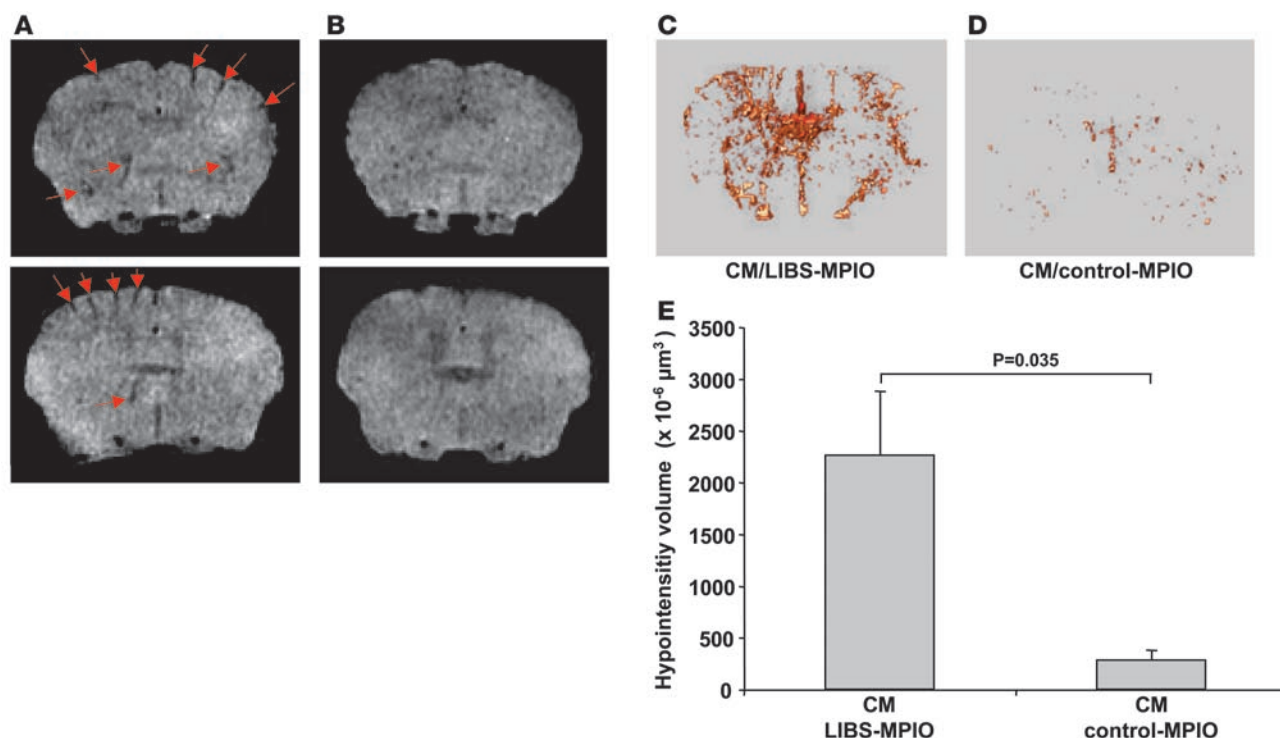 A
B
C
D
CM/LIBS-MPIO
CM/control-MPIO
E
Hypointensitiy volume (x 10⁻⁶ µm³)
3500
3000
2500
2000
1500
1000
500
0
P=0.035
CM
LIBS-MPIO
CM
control-MPIO